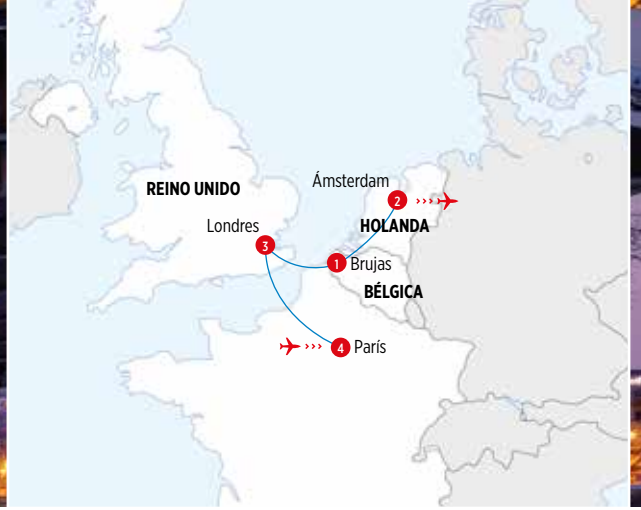 REINO UNIDO
Ámsterdam
2
››››
HOLANDA
Londres
3
1 Brujas
BÉLGICA
›››
4 París